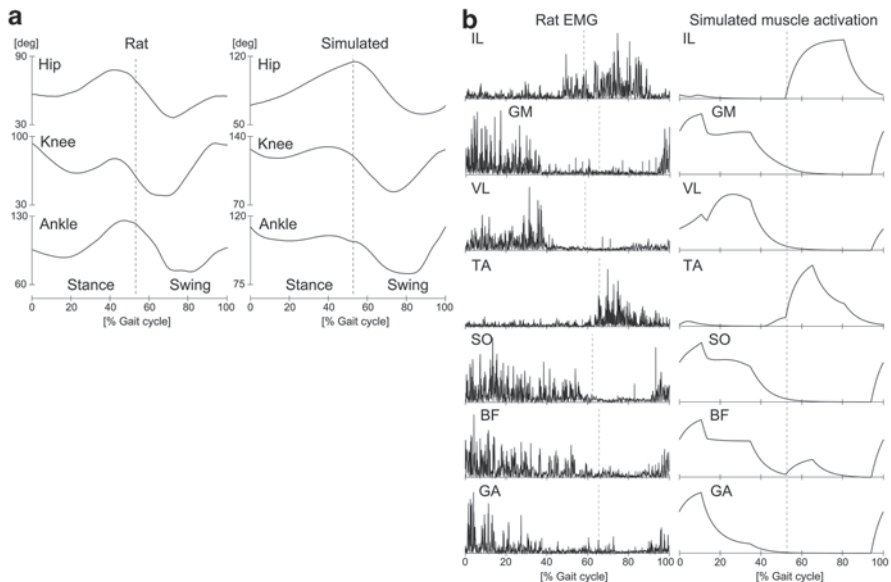 a
[deg] Rat [deg] Simulated
90 Hip 120 Hip
30 50
100 Knee 140 Knee
30 70
130 Ankle 120 Ankle
60 75
Stance Swing Stance Swing
0 20 40 60 80 100 0 20 40 60 80 100
[% Gait cycle] [% Gait cycle]
b
Rat EMG Simulated muscle activation
IL IL
GM GM
VL VL
TA TA
SO SO
BF BF
GA GA
0 20 40 60 80 100 0 20 40 60 80 100
[% Gait cycle] [% Gait cycle]